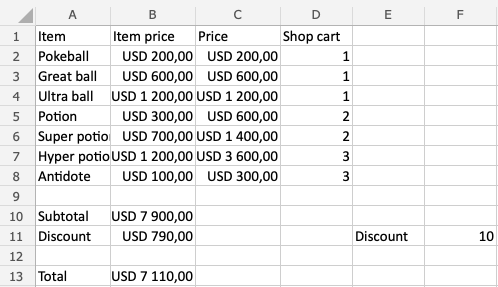 A B C D E F
1 Item Item price Price Shop cart
2 Pokeball USD 200,00 USD 200,00 1
3 Great ball USD 600,00 USD 600,00 1
4 Ultra ball USD 1 200,00 USD 1 200,00 1
5 Potion USD 300,00 USD 600,00 2
6 Super potio USD 700,00 USD 1 400,00 2
7 Hyper potio USD 1 200,00 USD 3 600,00 3
8 Antidote USD 100,00 USD 300,00 3
9
10 Subtotal USD 7 900,00
11 Discount USD 790,00 Discount 10
12
13 Total USD 7 110,00